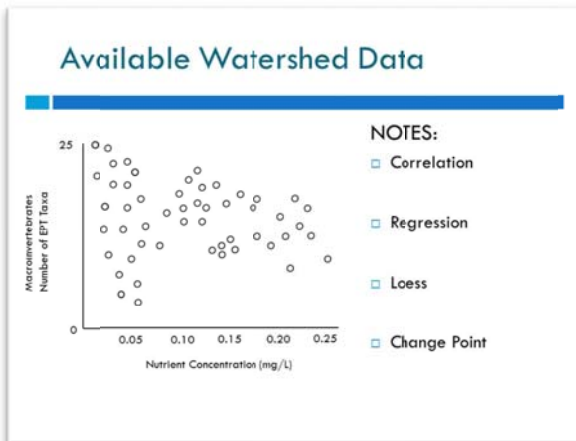 Available Watershed Data
25
Macroinvertebrates
Number of EPT Taxa
0
0.05 0.10 0.15 0.20 0.25
Nutrient Concentration (mg/L)
NOTES:
Correlation
Regression
Loess
Change Point